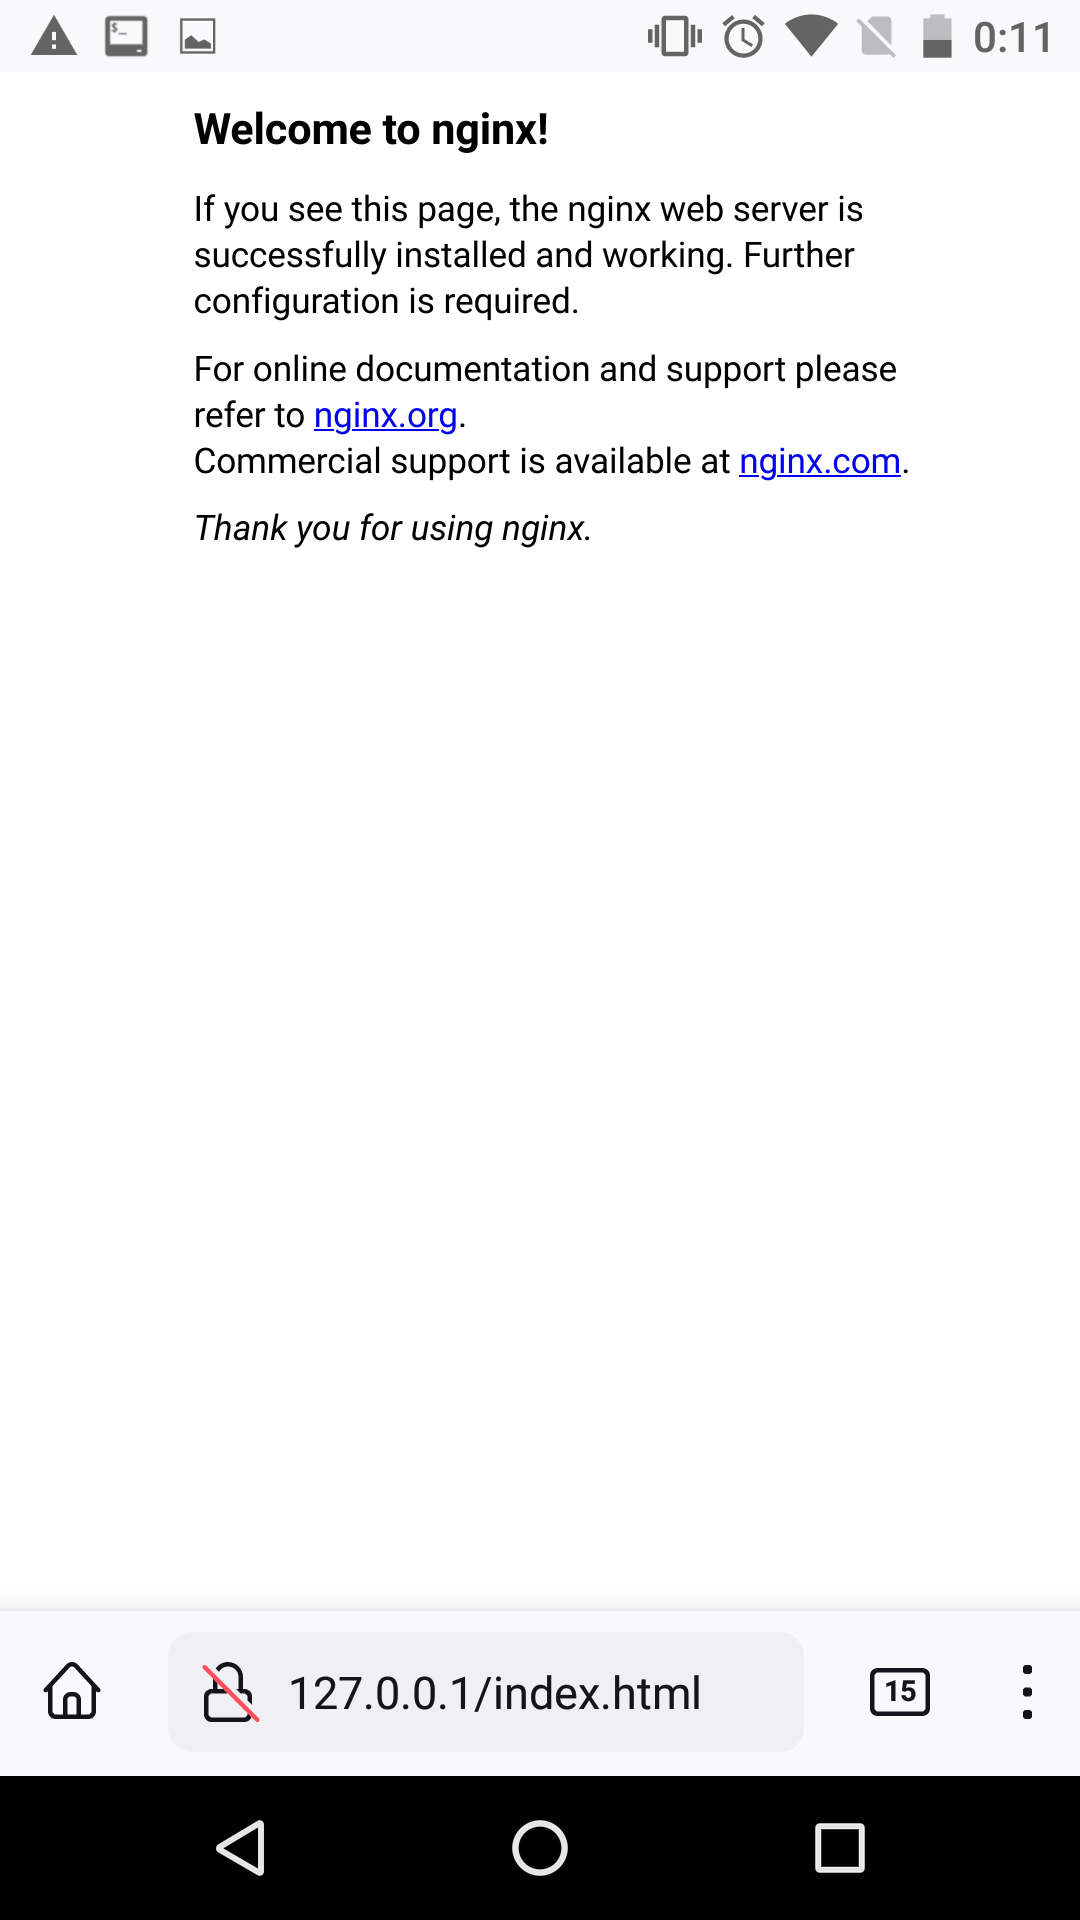 0:11
Welcome to nginx!
If you see this page, the nginx web server is
successfully installed and working. Further
configuration is required.
For online documentation and support please
refer to nginx.org.
Commercial support is available at nginx.com.
Thank you for using nginx.
127.0.0.1/index.html
15